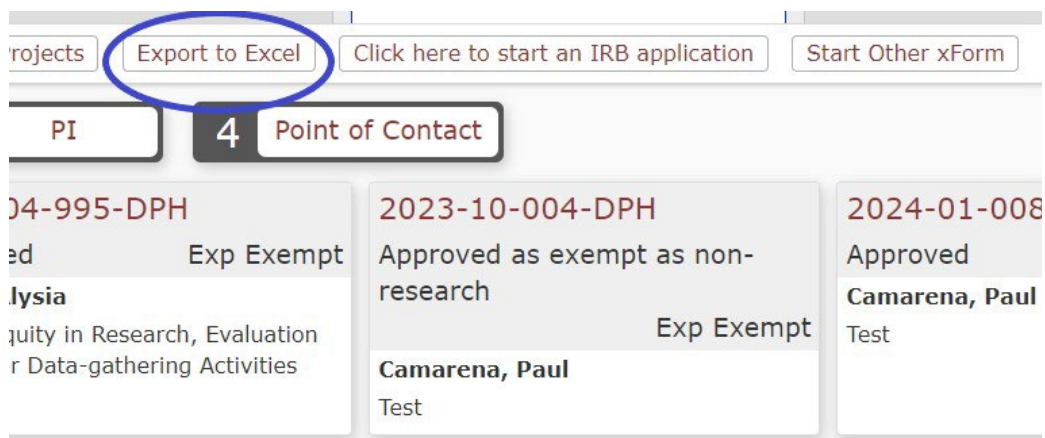 rojects Export to Excel Click here to start an IRB application Start Other xForm
PI 4 Point of Contact
04-995-DPH
ed Exp Exempt
lysia
quity in Research, Evaluation
r Data-gathering Activities
2023-10-004-DPH
Approved as exempt as non-
research
Exp Exempt
Camarena, Paul
Test
2024-01-008
Approved
Camarena, Paul
Test